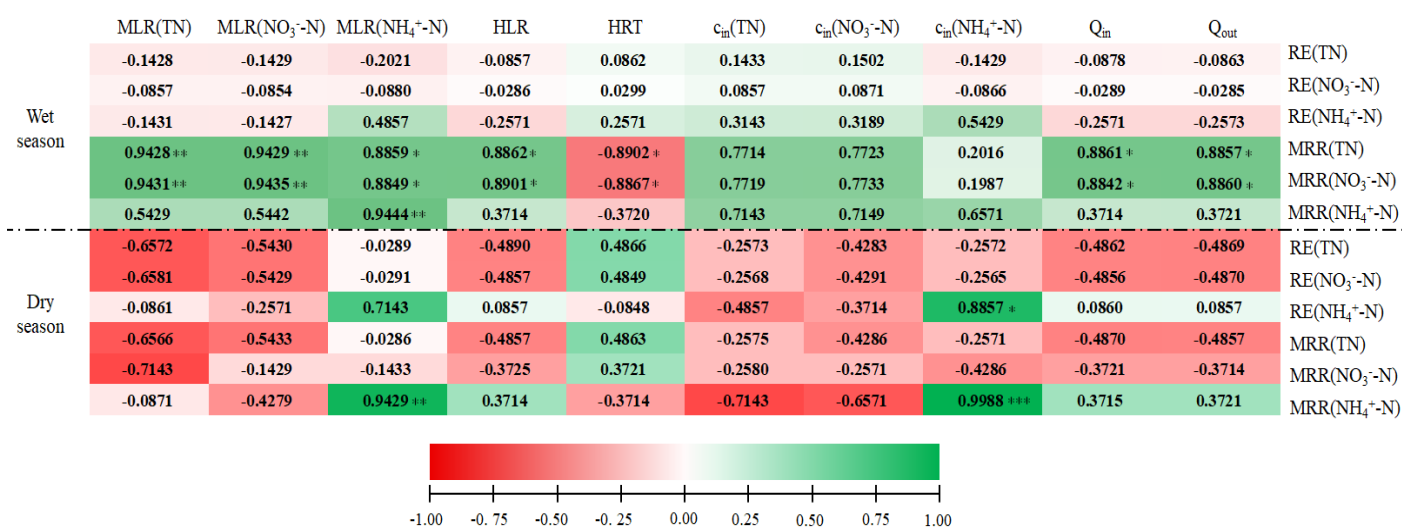 MLR(TN) MLR(NO₃⁻-N) MLR(NH₄⁺-N) HLR HRT cᵢₙ(TN) cᵢₙ(NO₃⁻-N) cᵢₙ(NH₄⁺-N) Qᵢₙ Qₒᵤₜ
-0.1428 -0.1429 -0.2021 -0.0857 0.0862 0.1433 0.1502 -0.1429 -0.0878 -0.0863 RE(TN)
-0.0857 -0.0854 -0.0880 -0.0286 0.0299 0.0857 0.0871 -0.0866 -0.0289 -0.0285 RE(NO₃⁻-N)
Wet season
-0.1431 -0.1427 0.4857 -0.2571 0.2571 0.3143 0.3189 0.5429 -0.2571 -0.2573 RE(NH₄⁺-N)
0.9428 ** 0.9429 ** 0.8859 * 0.8862 * -0.8902 * 0.7714 0.7723 0.2016 0.8861 * 0.8857 * MRR(TN)
0.9431 ** 0.9435 ** 0.8849 * 0.8901 * -0.8867 * 0.7719 0.7733 0.1987 0.8842 * 0.8860 * MRR(NO₃⁻-N)
0.5429 0.5442 0.9444 ** 0.3714 -0.3720 0.7143 0.7149 0.6571 0.3714 0.3721 MRR(NH₄⁺-N)
-0.6572 -0.5430 -0.0289 -0.4890 0.4866 -0.2573 -0.4283 -0.2572 -0.4862 -0.4869 RE(TN)
-0.6581 -0.5429 -0.0291 -0.4857 0.4849 -0.2568 -0.4291 -0.2565 -0.4856 -0.4870 RE(NO₃⁻-N)
Dry season
-0.0861 -0.2571 0.7143 0.0857 -0.0848 -0.4857 -0.3714 0.8857 * 0.0860 0.0857 RE(NH₄⁺-N)
-0.6566 -0.5433 -0.0286 -0.4857 0.4863 -0.2575 -0.4286 -0.2571 -0.4870 -0.4857 MRR(TN)
-0.7143 -0.1429 -0.1433 -0.3725 0.3721 -0.2580 -0.2571 -0.4286 -0.3721 -0.3714 MRR(NO₃⁻-N)
-0.0871 -0.4279 0.9429 ** 0.3714 -0.3714 -0.7143 -0.6571 0.9988 *** 0.3715 0.3721 MRR(NH₄⁺-N)
-1.00 -0. 75 -0.50 -0. 25 0.00 0.25 0.50 0.75 1.00